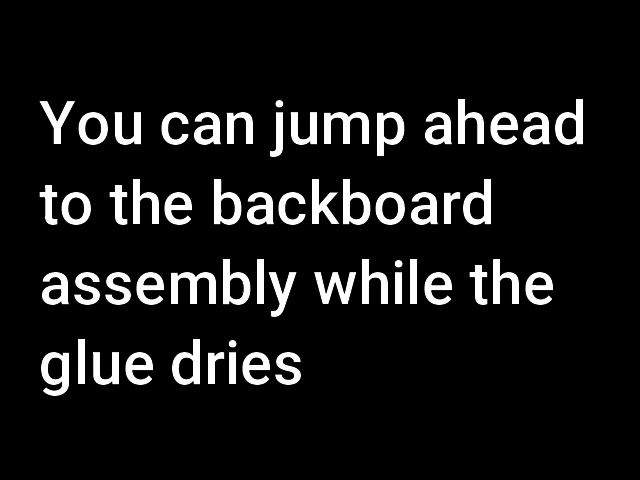 You can jump ahead
to the backboard
assembly while the
glue dries